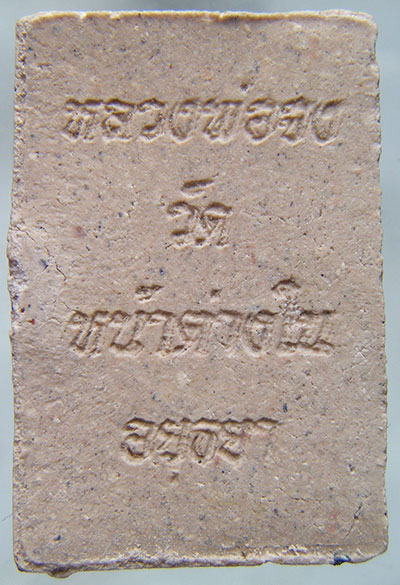 หลวงพ่อจง
วัด
หน้าต่างใน
อยุธยา